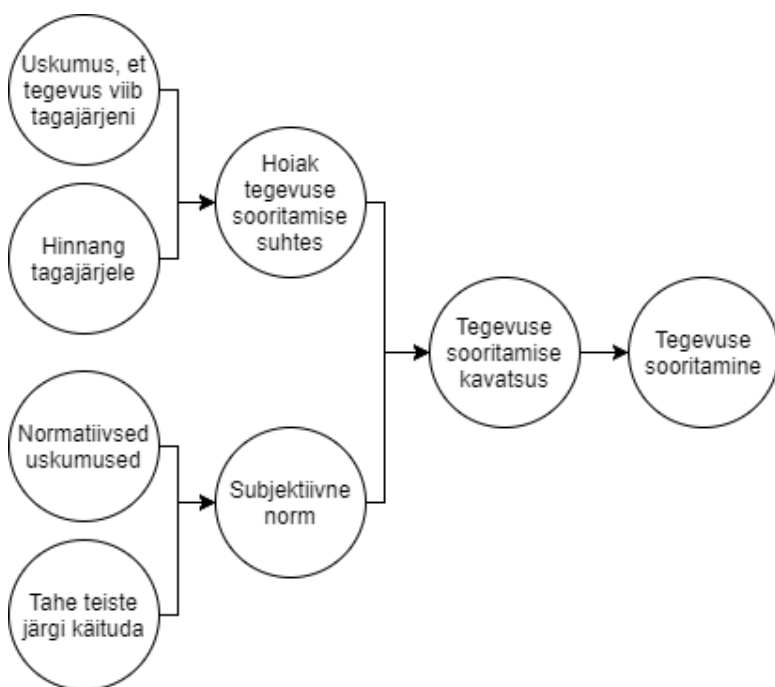 Uskumus, et
tegevus viib
tagajärjeni
Hinnang
tagajärjele
Hoiak
tegevuse
sooritamise
suhtes
Normatiivsed
uskumused
Tahe teiste
järgi käituda
Subjektiivne
norm
Tegevuse
sooritamise
kavatsus
Tegevuse
sooritamine